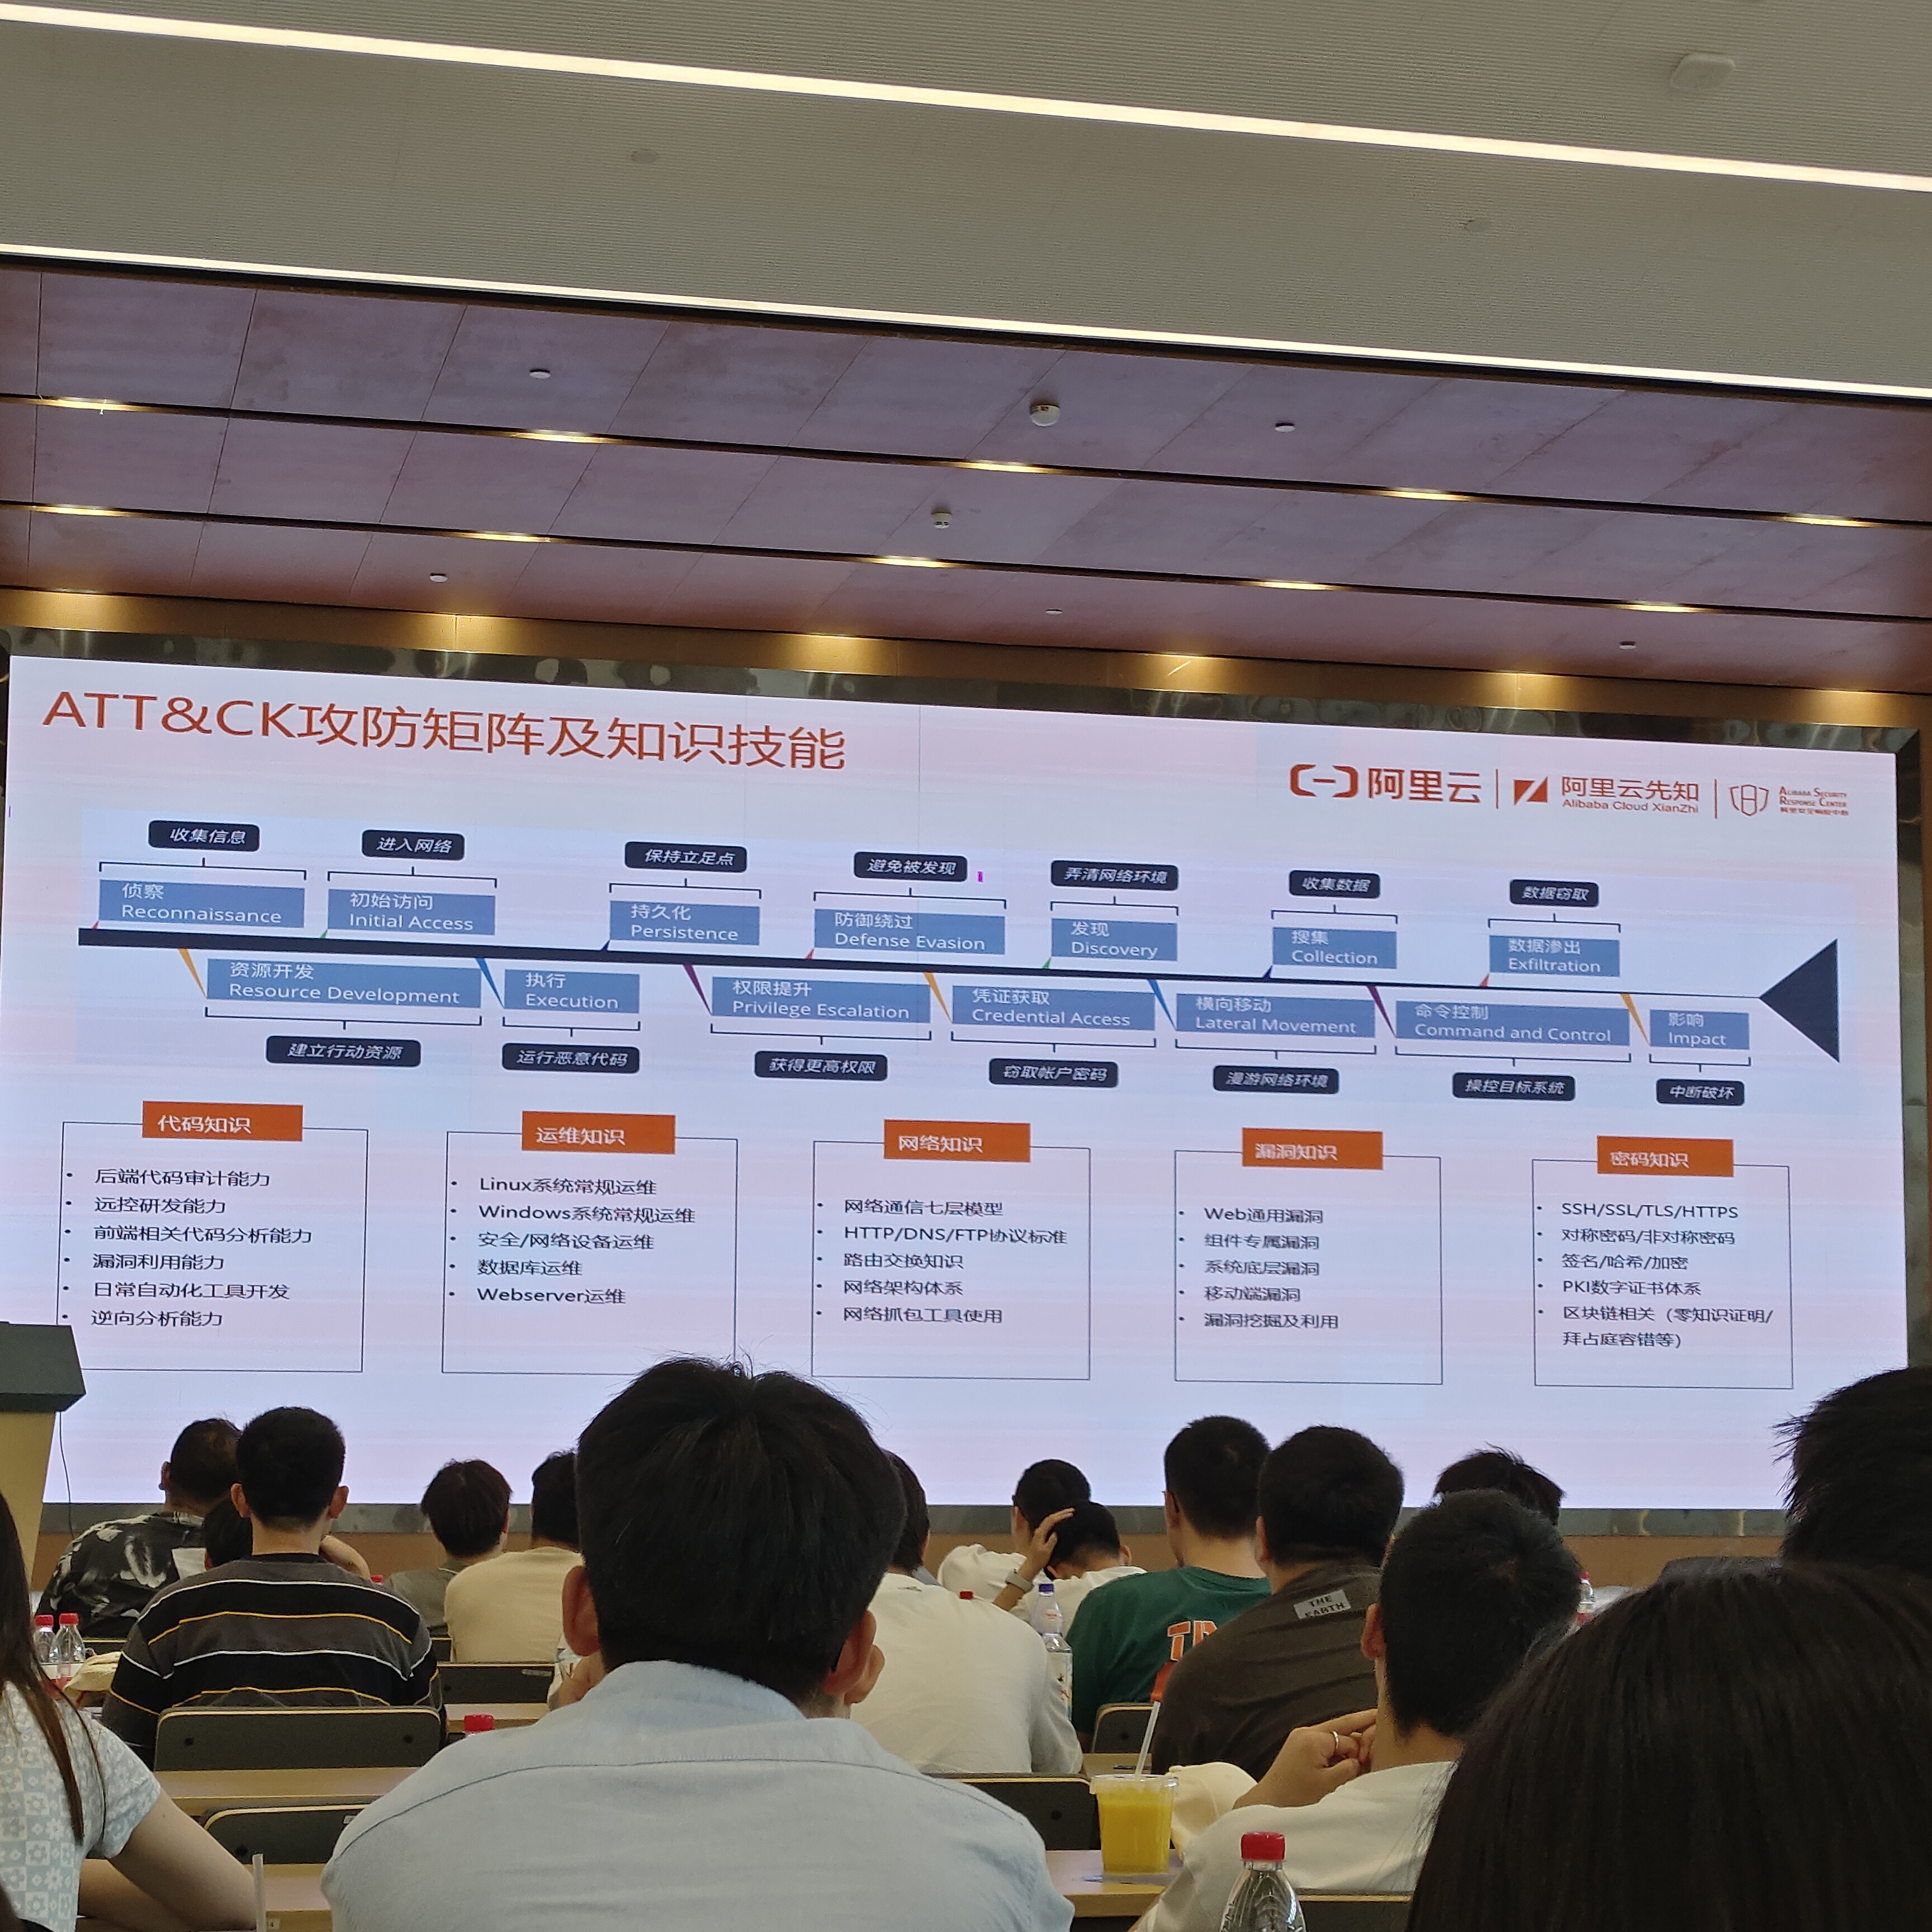 ATT&CK攻防矩阵及知识技能
阿里云
阿里云先知
Alibaba Cloud XianZhi
ALIBABA SECURITY
RESPONSE CENTER
收集信息
侦察
Reconnaissance
进入网络
初始访问
Initial Access
保持立足点
持久化
Persistence
避免被发现
防御绕过
Defense Evasion
弄清网络环境
发现
Discovery
收集数据
搜集
Collection
数据窃取
数据渗出
Exfiltration
资源开发
Resource Development
建立行动资源
执行
Execution
运行恶意代码
权限提升
Privilege Escalation
获得更高权限
凭证获取
Credential Access
窃取帐户密码
横向移动
Lateral Movement
漫游网络环境
命令控制
Command and Control
操控目标系统
影响
Impact
中断破坏
代码知识
• 后端代码审计能力
• 远控研发能力
• 前端相关代码分析能力
• 漏洞利用能力
• 日常自动化工具开发
• 逆向分析能力
运维知识
• Linux系统常规运维
• Windows系统常规运维
• 安全/网络设备运维
• 数据库运维
• Webserver运维
网络知识
• 网络通信七层模型
• HTTP/DNS/FTP协议标准
• 路由交换知识
• 网络架构体系
• 网络抓包工具使用
漏洞知识
• Web通用漏洞
• 组件专属漏洞
• 系统底层漏洞
• 移动端漏洞
• 漏洞挖掘及利用
密码知识
• SSH/SSL/TLS/HTTPS
• 对称密码/非对称密码
• 签名/哈希/加密
• PKI数字证书体系
• 区块链相关（零知识证明/
拜占庭容错等）
THE
EARTH